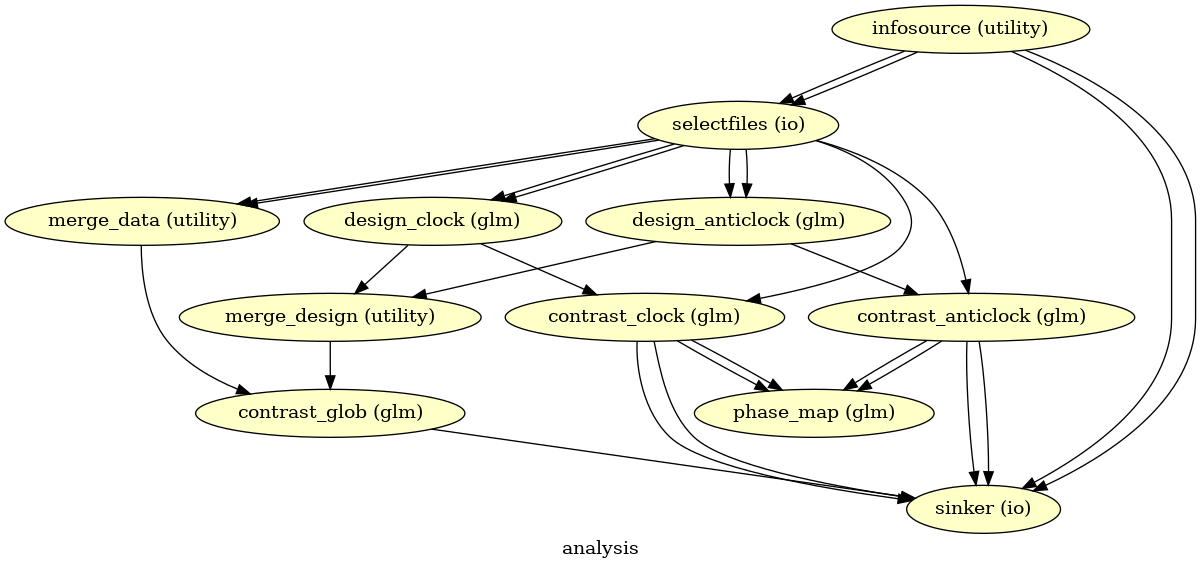 infosource (utility)
selectfiles (io)
merge_data (utility)
design_clock (glm)
design_anticlock (glm)
merge_design (utility)
contrast_clock (glm)
contrast_anticlock (glm)
contrast_glob (glm)
phase_map (glm)
sinker (io)
analysis